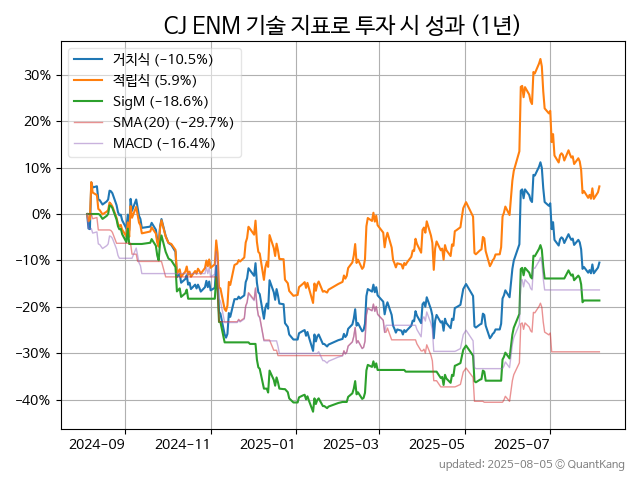 CJ ENM 기술 지표로 투자 시 성과 (1년)
거치식 (−10.5%)
적립식 (5.9%)
SigM (−18.6%)
SMA(20) (−29.7%)
MACD (−16.4%)
30%
20%
10%
0%
−10%
−20%
−30%
−40%
2024-09 2024-11 2025-01 2025-03 2025-05 2025-07
updated: 2025-08-05 © QuantKang